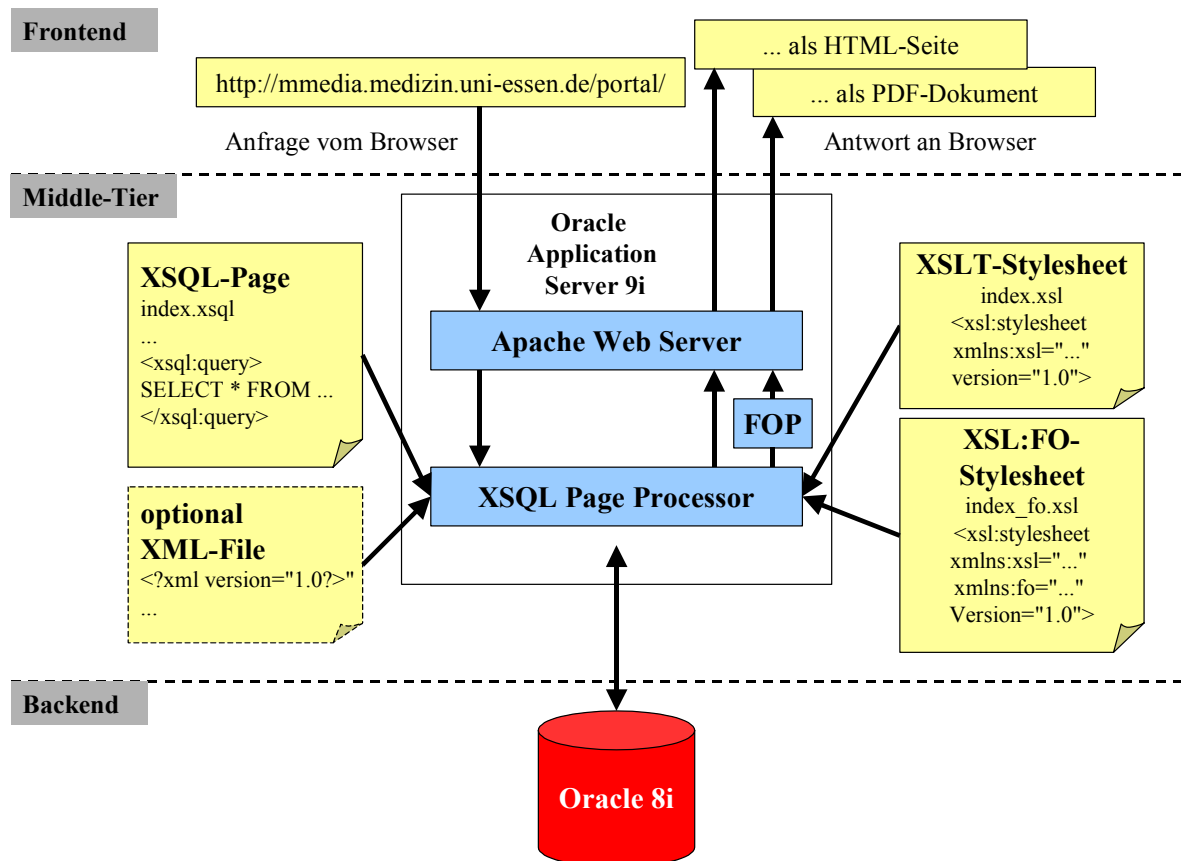 Frontend
... als HTML-Seite
http://mmedia.medizin.uni-essen.de/portal/
... als PDF-Dokument
Anfrage vom Browser
Antwort an Browser
Middle-Tier
Oracle
Application
Server 9i
XSQL-Page
index.xsql
...
<xsql:query>
SELECT * FROM ...
</xsql:query>
Apache Web Server
XSLT-Stylesheet
index.xsl
<xsl:stylesheet
xmlns:xsl="..."
version="1.0">
FOP
XSQL Page Processor
optional
XML-File
<?xml version="1.0?>"
...
XSL:FO-
Stylesheet
index_fo.xsl
<xsl:stylesheet
xmlns:xsl="..."
xmlns:fo="..."
Version="1.0">
Backend
Oracle 8i